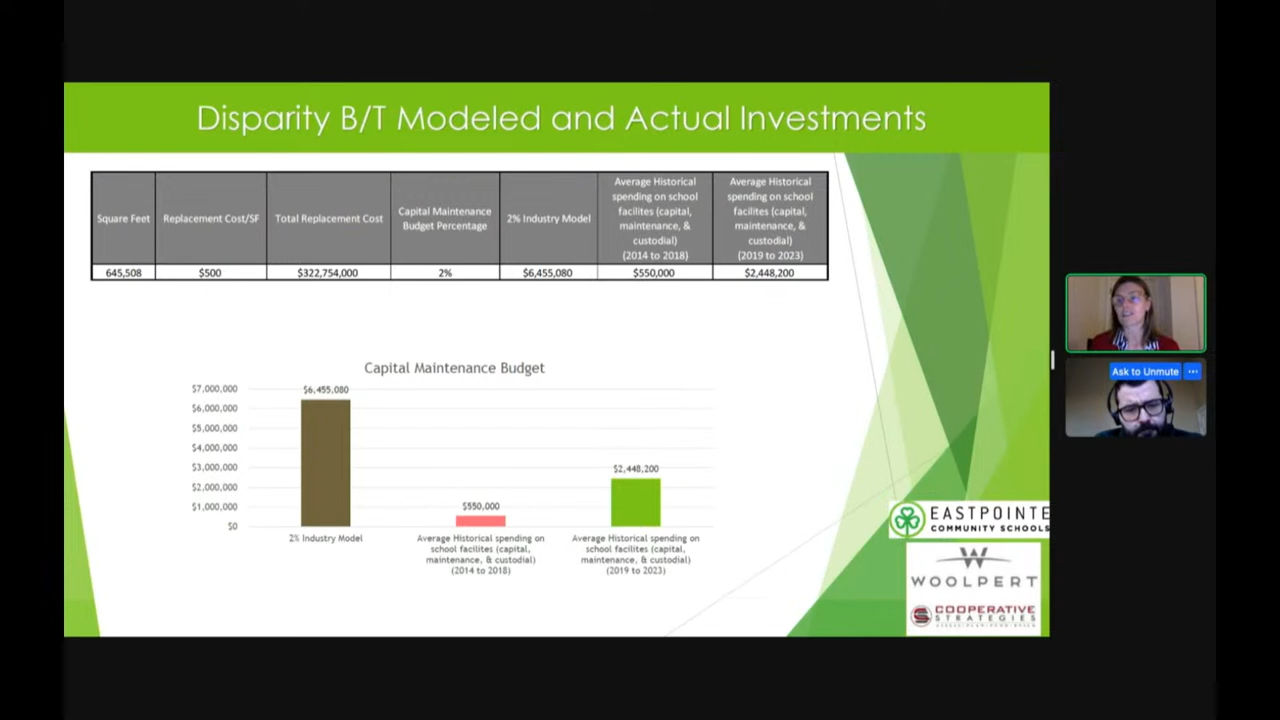 Disparity B/T Modeled and Actual Investments
Square Feet
Replacement Cost/SF
Total Replacement Cost
Capital Maintenance
Budget Percentage
2% Industry Model
Average Historical
spending on school
facilites (capital,
maintenance, &
custodial)
(2014 to 2018)
Average Historical
spending on school
facilites (capital,
maintenance, &
custodial)
(2019 to 2023)
645,508
$500
$322,754,000
2%
$6,455,080
$550,000
$2,448,200
Capital Maintenance Budget
$7,000,000
$6,000,000
$5,000,000
$4,000,000
$3,000,000
$2,000,000
$1,000,000
$0
$6,455,080
$550,000
$2,448,200
2% Industry Model
Average Historical spending on
school facilites (capital,
maintenance, & custodial)
(2014 to 2018)
Average Historical spending on
school facilites (capital,
maintenance, & custodial)
(2019 to 2023)
Ask to Unmute
EASTPOINTE
COMMUNITY SCHOOLS
WOOLPERT
COOPERATIVE
STRATEGIES